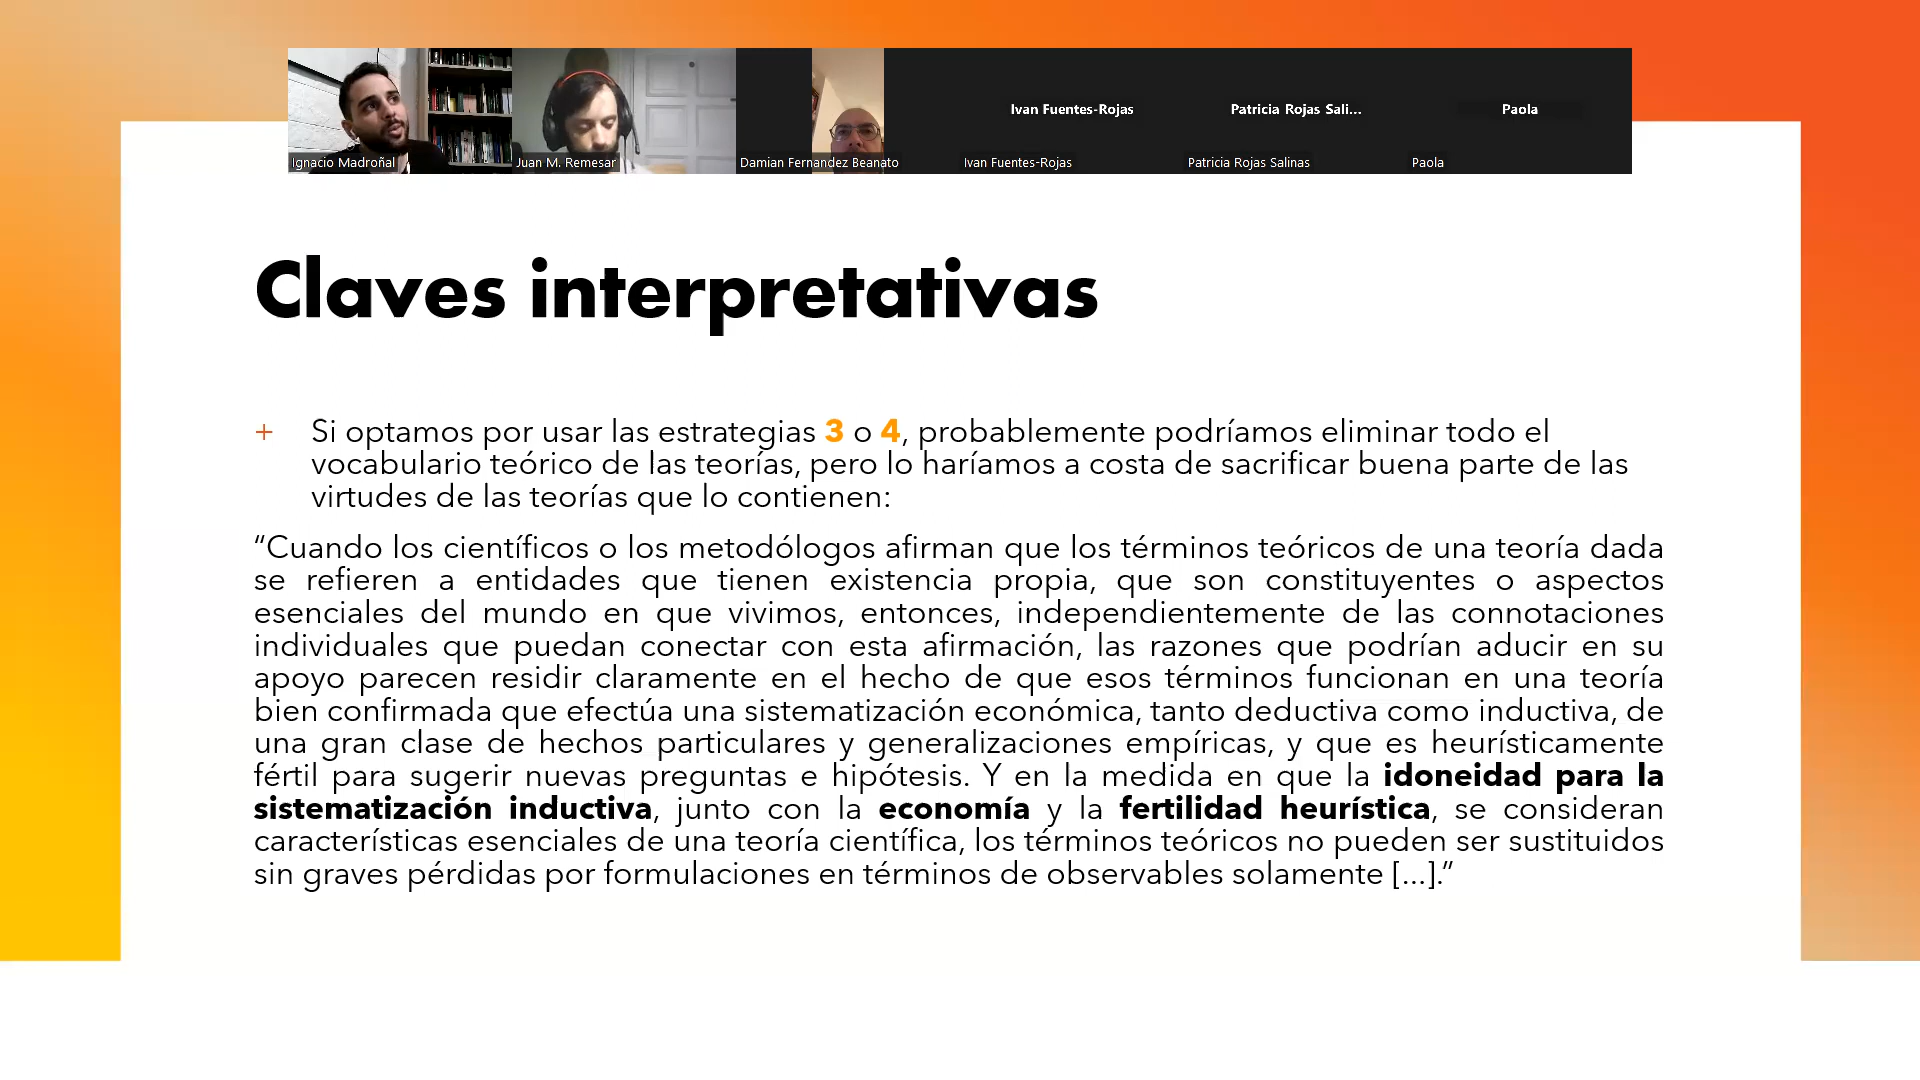 Ivan Fuentes-Rojas
Patricia Rojas Sali...
Paola
Ignacio Madroñal
Juan M. Remesar
Damian Fernandez Beanato
Ivan Fuentes-Rojas
Patricia Rojas Salinas
Paola
Claves interpretativas
+ Si optamos por usar las estrategias 3 o 4, probablemente podríamos eliminar todo el
vocabulario teórico de las teorías, pero lo haríamos a costa de sacrificar buena parte de las
virtudes de las teorías que lo contienen:
“Cuando los científicos o los metodólogos afirman que los términos teóricos de una teoría dada
se refieren a entidades que tienen existencia propia, que son constituyentes o aspectos
esenciales del mundo en que vivimos, entonces, independientemente de las connotaciones
individuales que puedan conectar con esta afirmación, las razones que podrían aducir en su
apoyo parecen residir claramente en el hecho de que esos términos funcionan en una teoría
bien confirmada que efectúa una sistematización económica, tanto deductiva como inductiva, de
una gran clase de hechos particulares y generalizaciones empíricas, y que es heurísticamente
fértil para sugerir nuevas preguntas e hipótesis. Y en la medida en que la idoneidad para la
sistematización inductiva, junto con la economía y la fertilidad heurística, se consideran
características esenciales de una teoría científica, los términos teóricos no pueden ser sustituidos
sin graves pérdidas por formulaciones en términos de observables solamente [...].”